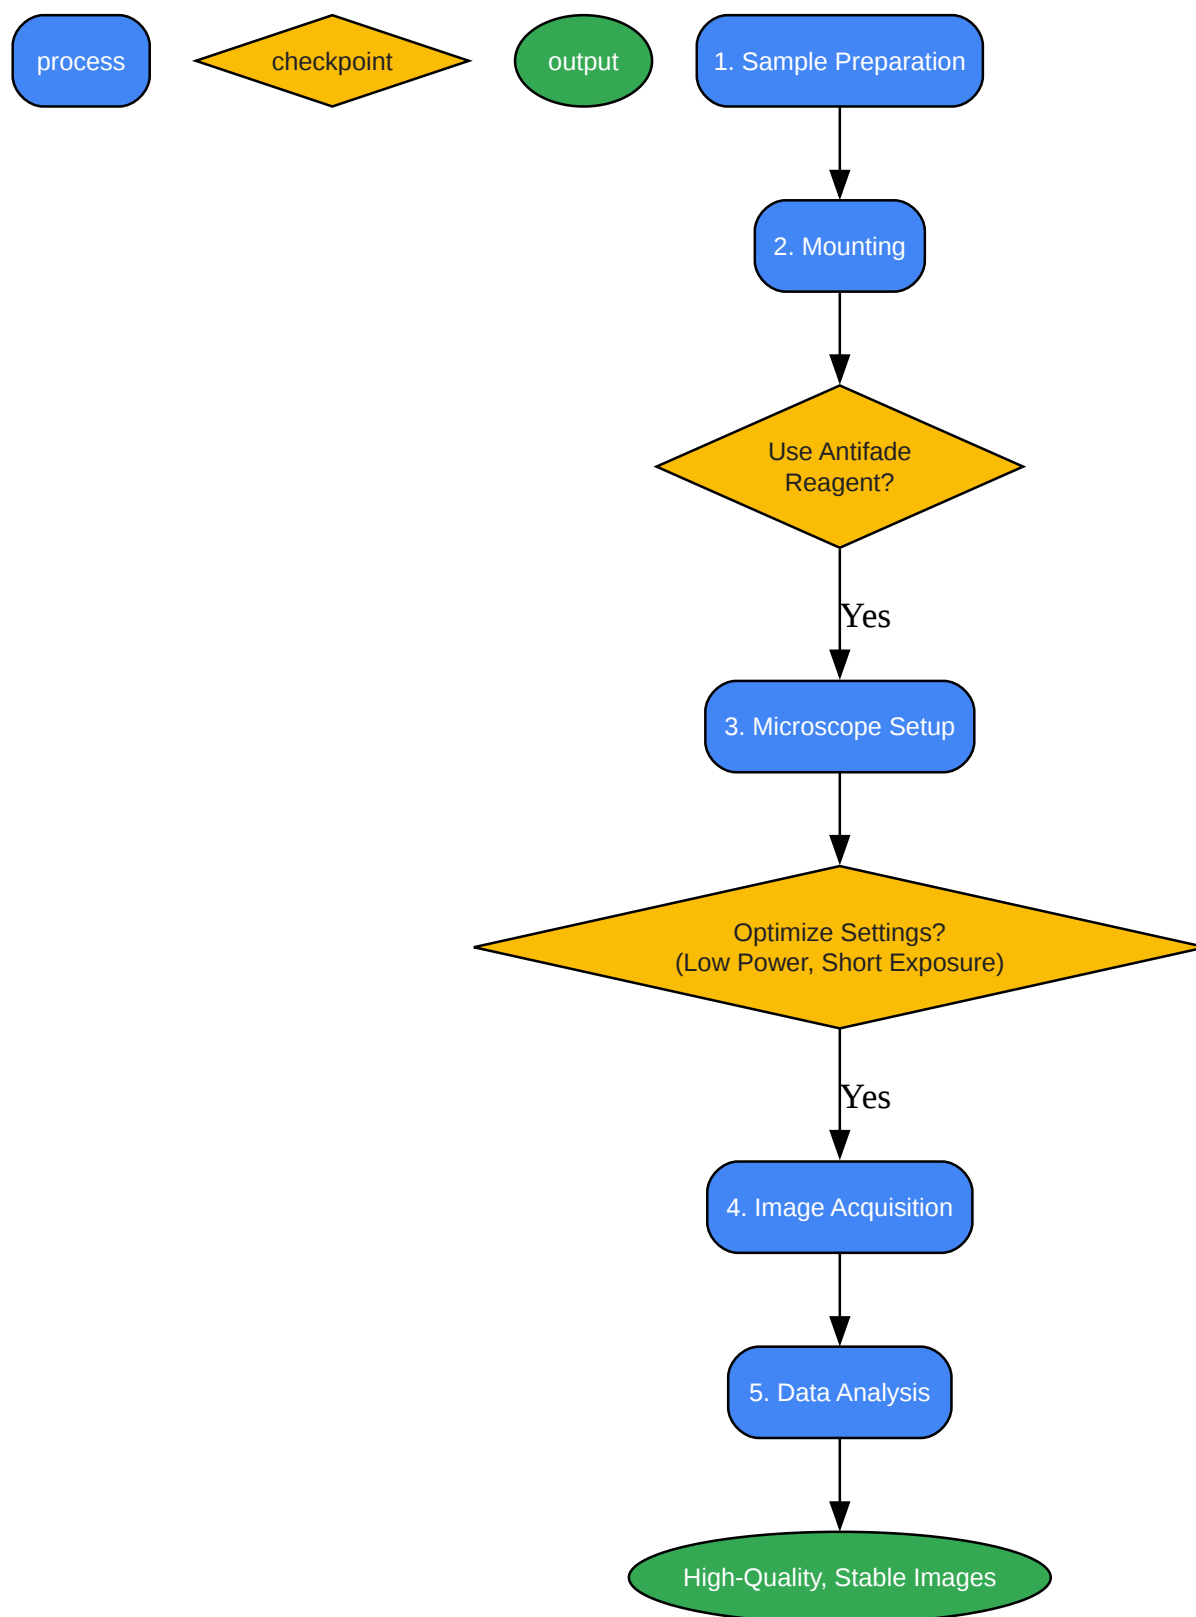 process
checkpoint
output
1. Sample Preparation
2. Mounting
Use Antifade
Reagent?
Yes
3. Microscope Setup
Optimize Settings?
(Low Power, Short Exposure)
Yes
4. Image Acquisition
5. Data Analysis
High-Quality, Stable Images